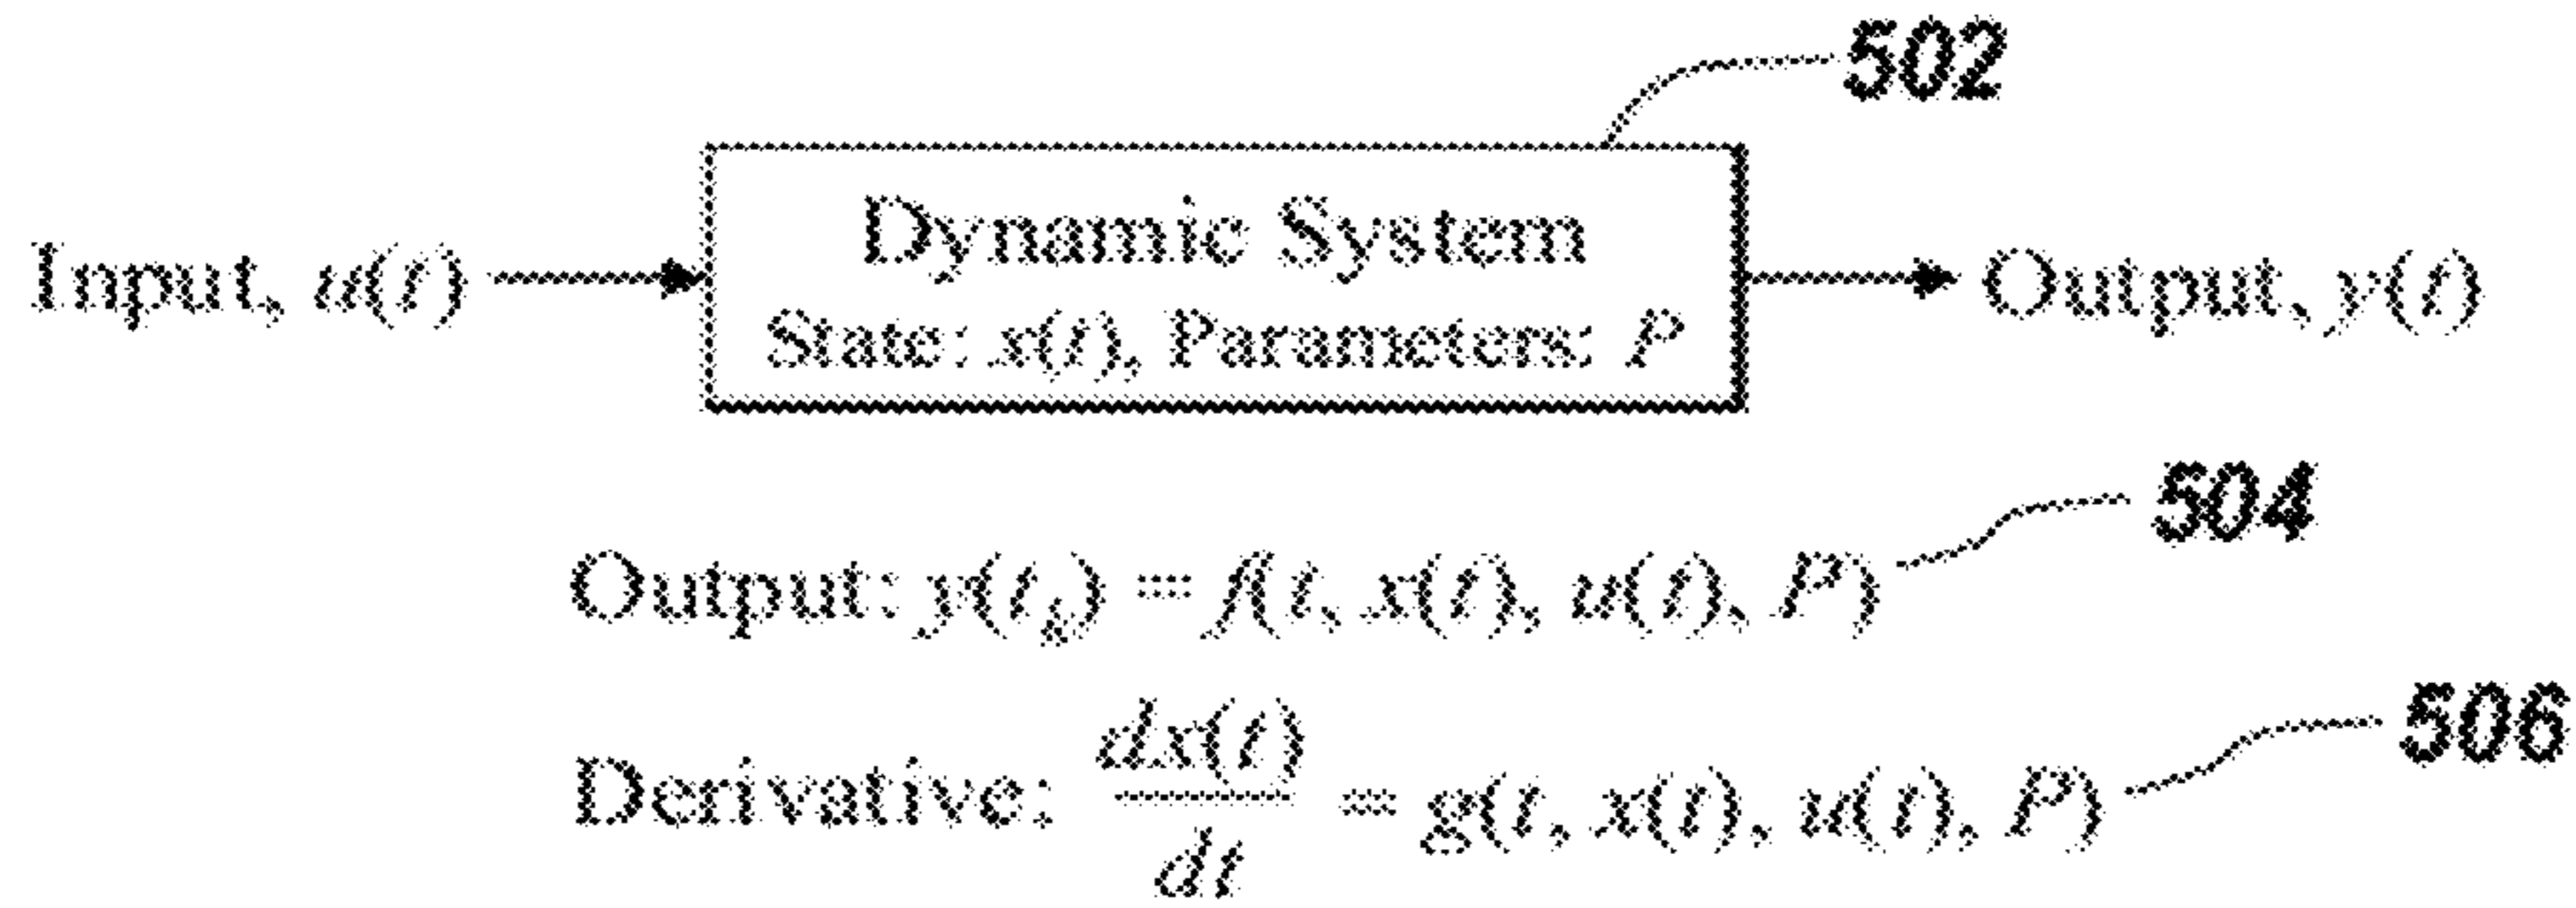 502
Dynamic System
Input, u(t)
Output, y(t)
State: x(t), Parameters: P
504
Output: y(t_k) = f(t, x(t), u(t), P)
506
Derivative: dx(t)/dt = g(t, x(t), u(t), P)